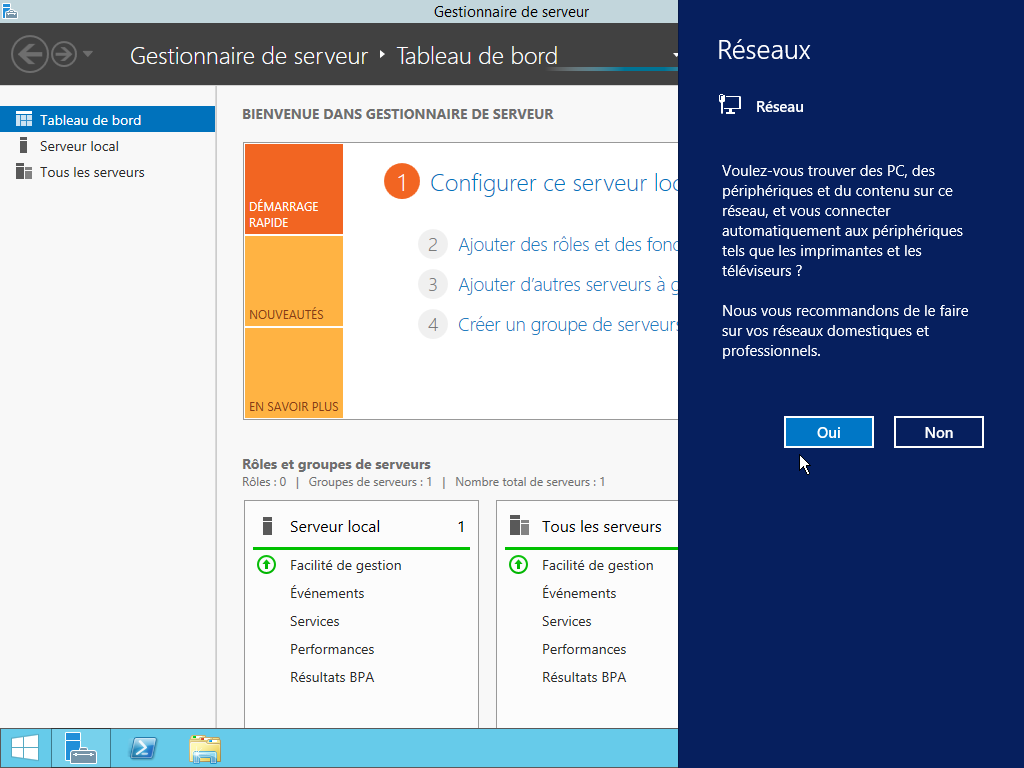 Gestionnaire de serveur
Gestionnaire de serveur ‣ Tableau de bord
Tableau de bord
Serveur local
Tous les serveurs
BIENVENUE DANS GESTIONNAIRE DE SERVEUR
DÉMARRAGE
RAPIDE
NOUVEAUTÉS
EN SAVOIR PLUS
1 Configurer ce serveur loc
2 Ajouter des rôles et des fonc
3 Ajouter d'autres serveurs à g
4 Créer un groupe de serveurs
Rôles et groupes de serveurs
Rôles : 0 | Groupes de serveurs : 1 | Nombre total de serveurs : 1
Serveur local 1
Facilité de gestion
Événements
Services
Performances
Résultats BPA
Tous les serveurs
Facilité de gestion
Événements
Services
Performances
Résultats BPA
Réseaux
Réseau
Voulez-vous trouver des PC, des
périphériques et du contenu sur ce
réseau, et vous connecter
automatiquement aux périphériques
tels que les imprimantes et les
téléviseurs ?
Nous vous recommandons de le faire
sur vos réseaux domestiques et
professionnels.
Oui
Non